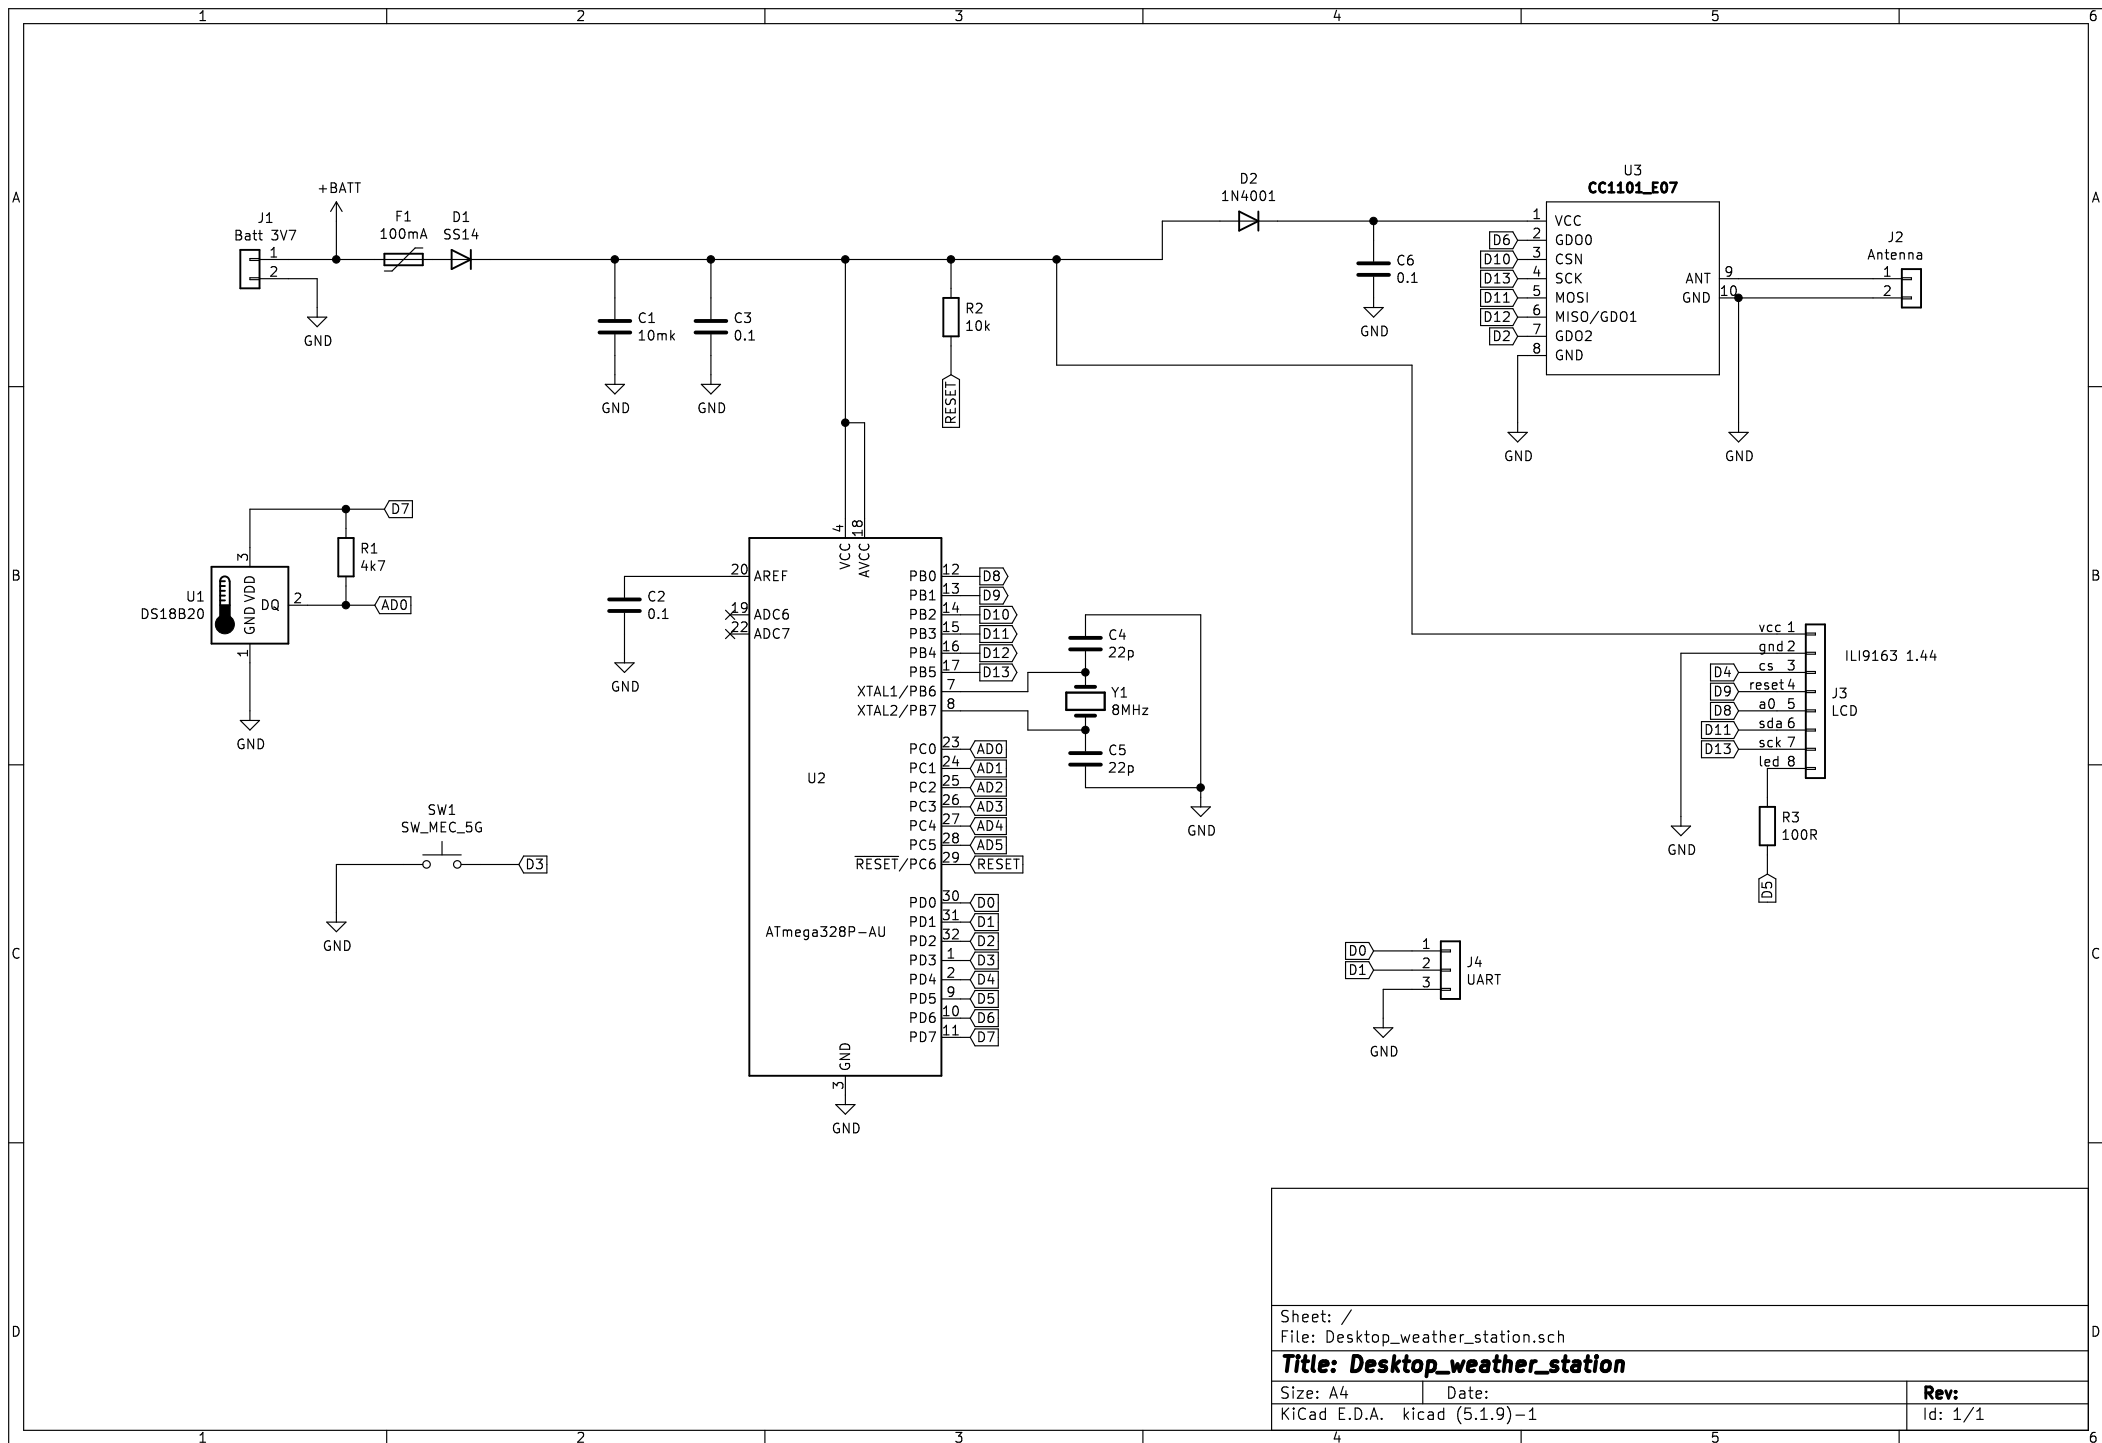 1 2 3 4 5 6
A A
+BATT
J1
Batt 3V7
1
2
GND
F1
100mA
D1
SS14
C1
10mk
GND
C3
0.1
GND
R2
10k
RESET
D2
1N4001
C6
0.1
GND
U3
CC1101_E07
1 VCC
D6 2 GDO0
D10 3 CSN
D13 4 SCK
D11 5 MOSI
D12 6 MISO/GDO1
D2 7 GDO2
8 GND
ANT 9
GND 10
GND
GND
J2
Antenna
1
2
B B
D7
R1
4k7
3
U1
DS18B20
GND VDD
DQ 2
AD0
1
GND
4 18
VCC AVCC
20 AREF
19 ADC6
22 ADC7
C2
0.1
GND
PB0 12 D8
PB1 13 D9
PB2 14 D10
PB3 15 D11
PB4 16 D12
PB5 17 D13
XTAL1/PB6 7
XTAL2/PB7 8
PC0 23 AD0
PC1 24 AD1
PC2 25 AD2
PC3 26 AD3
PC4 27 AD4
PC5 28 AD5
RESET/PC6 29 RESET
PD0 30 D0
PD1 31 D1
PD2 32 D2
PD3 1 D3
PD4 2 D4
PD5 9 D5
PD6 10 D6
PD7 11 D7
U2
ATmega328P-AU
GND
3
GND
C4
22p
Y1
8MHz
C5
22p
GND
vcc 1
gnd 2
D4 cs 3
D9 reset 4
D8 a0 5
D11 sda 6
D13 sck 7
led 8
ILI9163 1.44
J3
LCD
GND
R3
100R
D5
SW1
SW_MEC_5G
D3
GND
C C
D0 1
D1 2
3
J4
UART
GND
D D
Sheet: /
File: Desktop_weather_station.sch
Title: Desktop_weather_station
Size: A4 Date: Rev:
KiCad E.D.A. kicad (5.1.9)-1 Id: 1/1
1 2 3 4 5 6